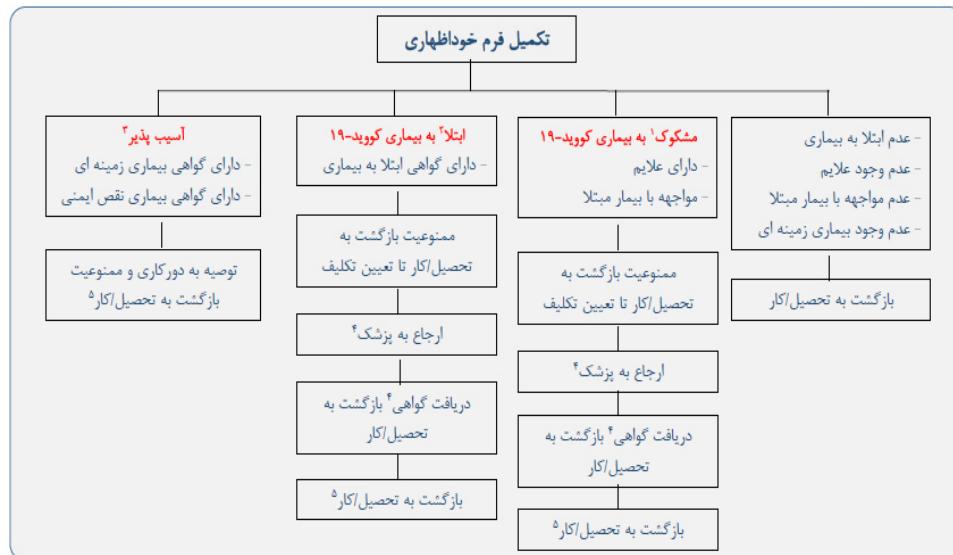 تکمیل فرم خوداظهاری
- عدم ابتلا به بیماری
- عدم وجود علایم
- عدم مواجهه با بیمار مبتلا
- عدم وجود بیماری زمینه ای
بازگشت به تحصیل/کار
مشکوک۱ به بیماری کووید-۱۹
- دارای علایم
- مواجهه با بیمار مبتلا
ممنوعیت بازگشت به
تحصیل/کار تا تعیین تکلیف
ارجاع به پزشک۴
دریافت گواهی۴ بازگشت به
تحصیل/کار
بازگشت به تحصیل/کار۵
ابتلا۲ به بیماری کووید-۱۹
- دارای گواهی ابتلا به بیماری
ممنوعیت بازگشت به
تحصیل/کار تا تعیین تکلیف
ارجاع به پزشک۴
دریافت گواهی۴ بازگشت به
تحصیل/کار
بازگشت به تحصیل/کار۵
آسیب پذیر۳
- دارای گواهی بیماری زمینه ای
- دارای گواهی بیماری نقص ایمنی
توصیه به دورکاری و ممنوعیت
بازگشت به تحصیل/کار۵